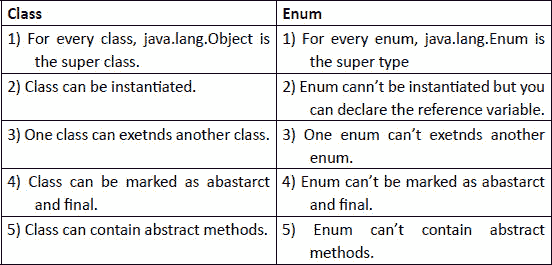 Class
Enum
1) For every class, java.lang.Object is
the super class.
1) For every enum, java.lang.Enum is
the super type
2) Class can be instantiated.
2) Enum cann't be instantiated but you
can declare the reference variable.
3) One class can exetnds another class.
3) One enum can't exetnds another
enum.
4) Class can be marked as abastarct
and final.
4) Enum can't be marked as abastarct
and final.
5) Class can contain abstract methods.
5) Enum can't contain abstract
methods.